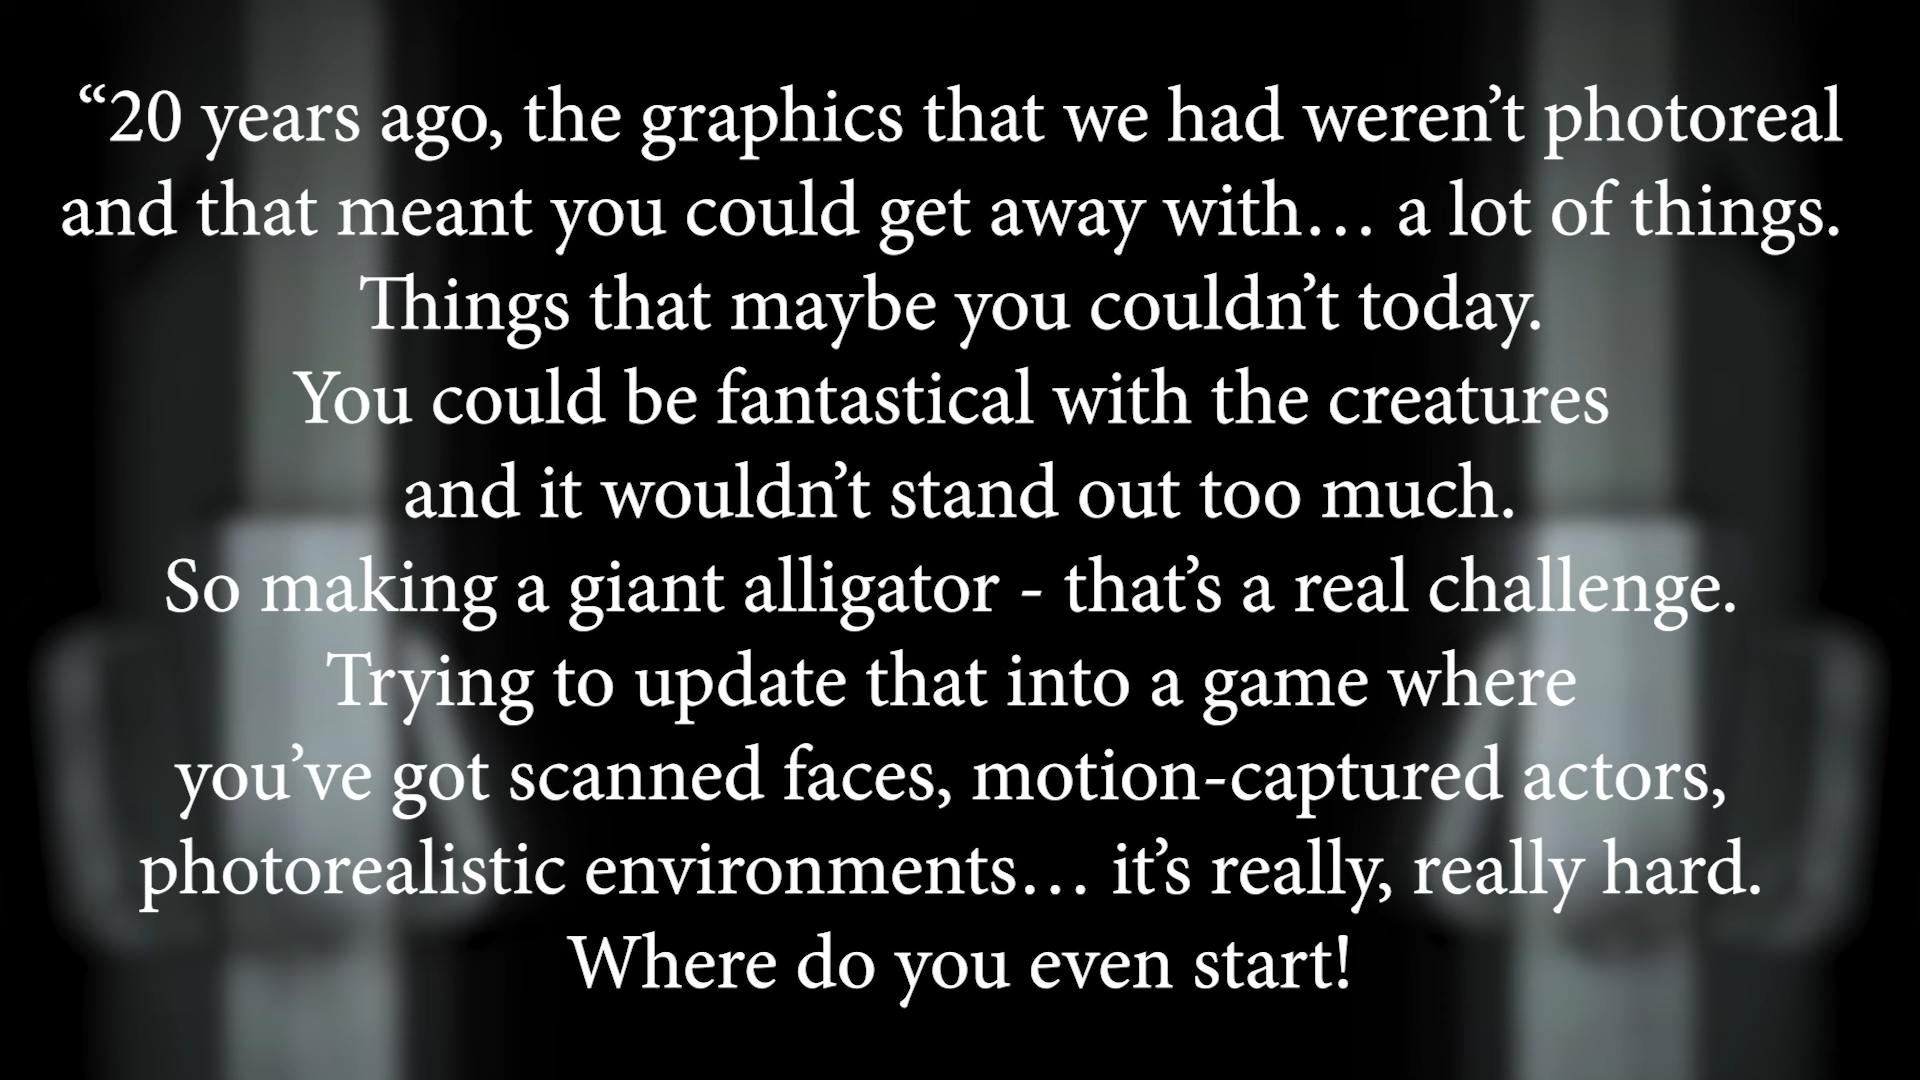 “20 years ago, the graphics that we had weren’t photoreal
and that meant you could get away with… a lot of things.
Things that maybe you couldn’t today.
You could be fantastical with the creatures
and it wouldn’t stand out too much.
So making a giant alligator - that’s a real challenge.
Trying to update that into a game where
you’ve got scanned faces, motion-captured actors,
photorealistic environments… it’s really, really hard.
Where do you even start!